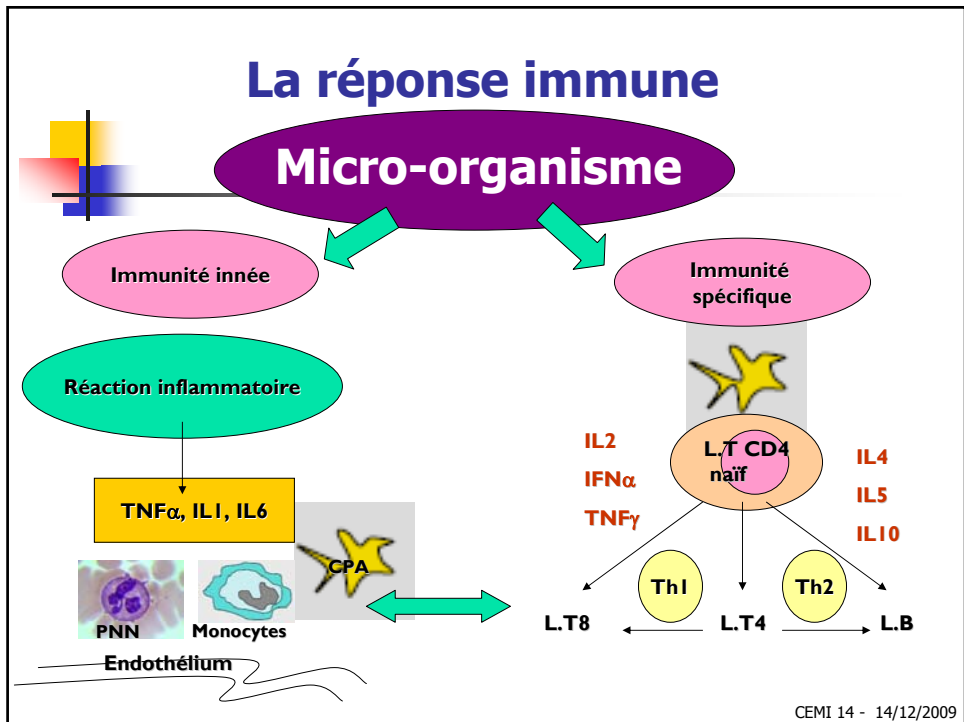 La réponse immune
Micro-organisme
Immunité innée
Réaction inflammatoire
TNFα, IL1, IL6
CPA
PNN
Monocytes
Endothélium
Immunité
spécifique
L.T CD4
naïf
IL2
IFNα
TNFγ
IL4
IL5
IL10
Th1
Th2
L.T8
L.T4
L.B
CEMI 14 - 14/12/2009